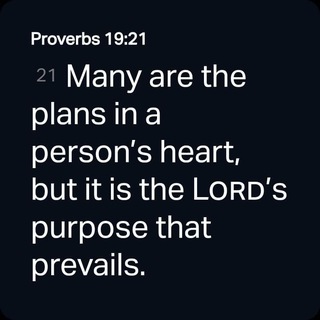 Proverbs 19:21
21 Many are the
plans in a
person’s heart,
but it is the LORD’s
purpose that
prevails.